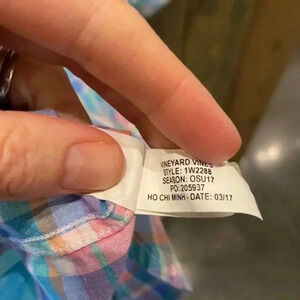 VINEYARD VINES
STYLE: 1W2288
SEASON: OSU17
PO:205937
HO CHI MINH - DATE: 03/17